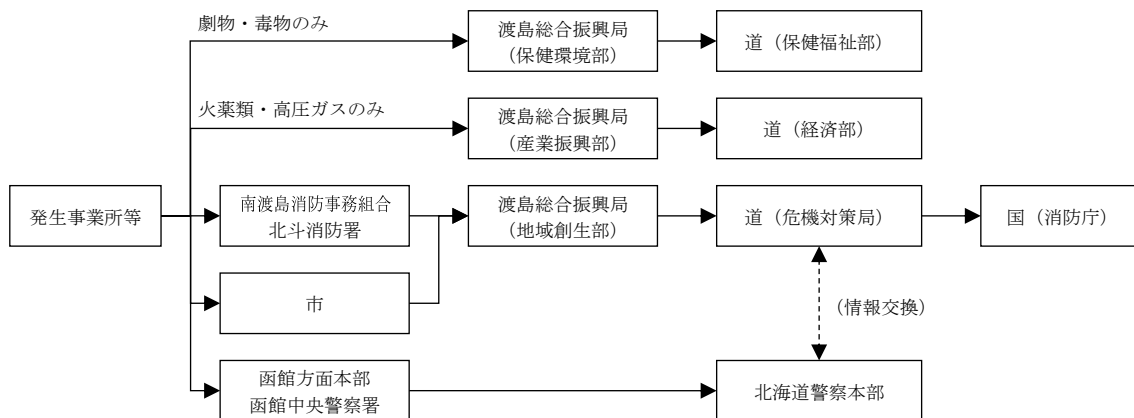 劇物・毒物のみ
渡島総合振興局
（保健環境部）
道（保健福祉部）
火薬類・高圧ガスのみ
渡島総合振興局
（産業振興部）
道（経済部）
発生事業所等
南渡島消防事務組合
北斗消防署
渡島総合振興局
（地域創生部）
道（危機対策局）
国（消防庁）
市
（情報交換）
函館方面本部
函館中央警察署
北海道警察本部